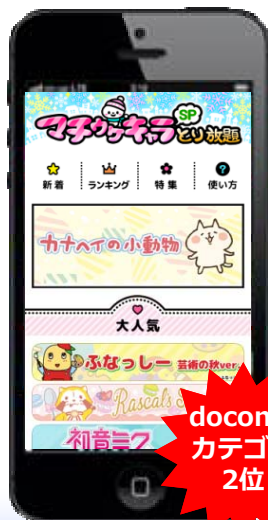 マチウケキャラ
SP
とり放題
新着
ランキング
特集
使い方
カナヘイの小動物
大人気
ふなっしー 芸術の秋ver.
Rascal's
初音ミク
docom
カテゴ
2位